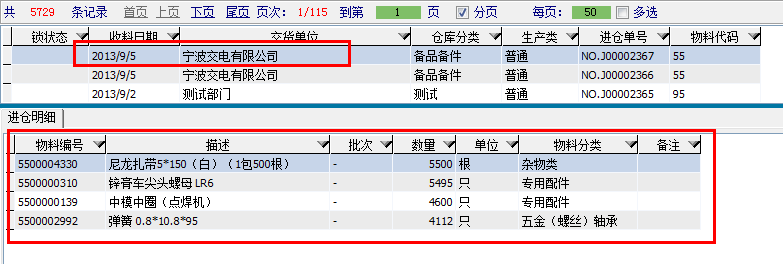 共 5729 条记录 首页 上页 下页 尾页 页次: 1/115 到第 1 页 分页 每页: 50 多选
锁状态 收料日期 交货单位 仓库分类 生产类 进仓单号 物料代码
2013/9/5 宁波交电有限公司 备品备件 普通 NO.J00002367 55
2013/9/5 宁波交电有限公司 备品备件 普通 NO.J00002366 55
2013/9/2 测试部门 测试 普通 NO.J00002365 95
进仓明细
物料编号 描述 批次 数量 单位 物料分类 备注
5500004330 尼龙扎带5*150（白）（1包500根） - 5500 根 杂物类
5500000310 锌膏车尖头螺母 LR6 - 5495 只 专用配件
5500000139 中模中圈（点焊机） - 4600 只 专用配件
5500002992 弹簧 0.8*10.8*95 - 4112 只 五金（螺丝）轴承